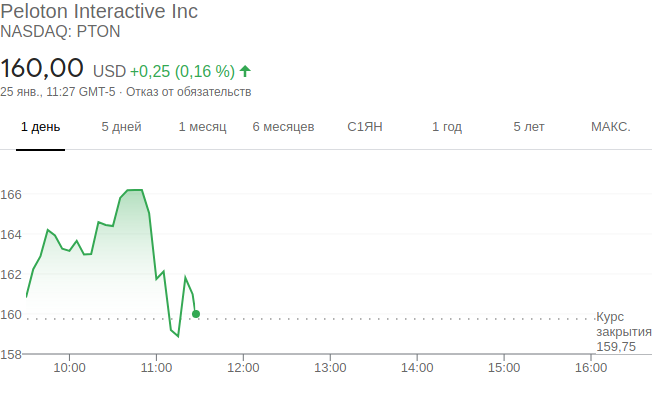 Peloton Interactive Inc
NASDAQ: PTON
160,00 USD +0,25 (0,16 %)
25 янв., 11:27 GMT-5 · Отказ от обязательств
1 день 5 дней 1 месяц 6 месяцев С1ЯН 1 год 5 лет МАКС.
166
164
162
160
Курс
закрытия
159,75
158
10:00 11:00 12:00 13:00 14:00 15:00 16:00